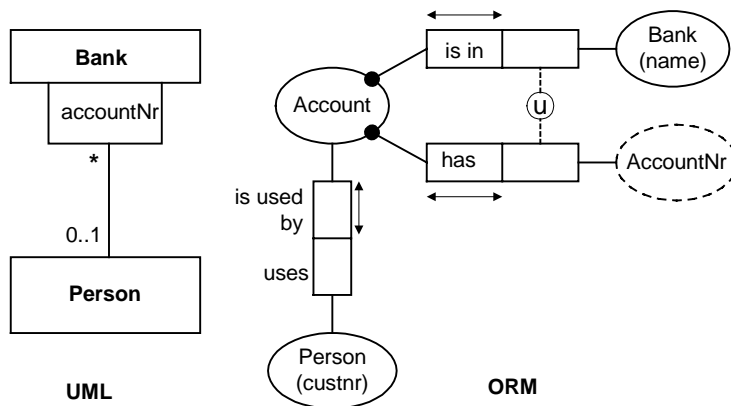 Bank
accountNr
*
0..1
Person
UML
is in
Bank
(name)
Account
u
has
AccountNr
is used
by
uses
Person
(custnr)
ORM